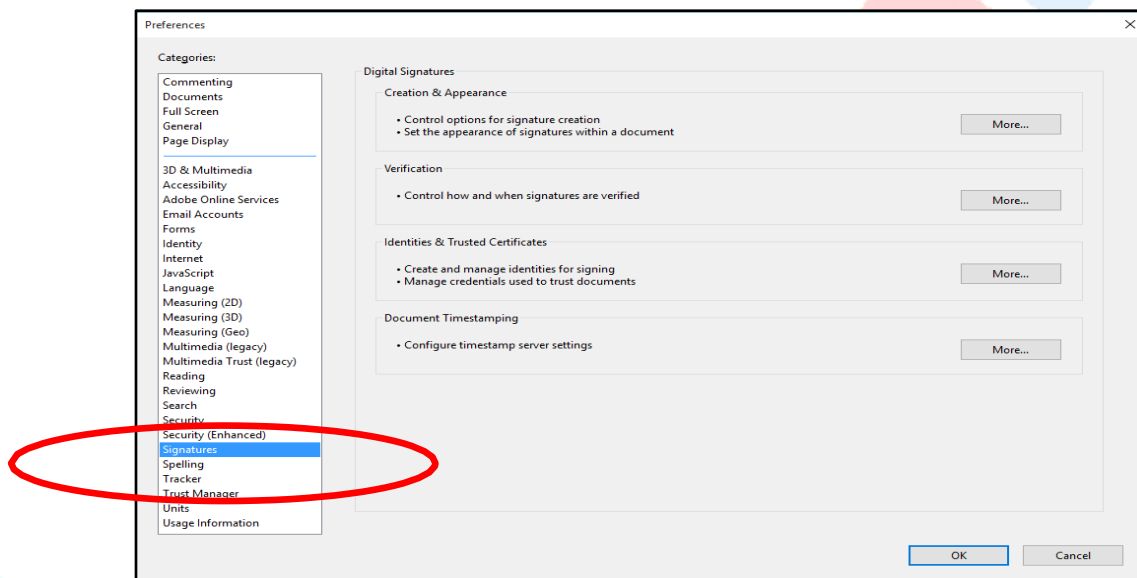 Preferences
Categories:
Commenting
Documents
Full Screen
General
Page Display
3D & Multimedia
Accessibility
Adobe Online Services
Email Accounts
Forms
Identity
Internet
JavaScript
Language
Measuring (2D)
Measuring (3D)
Measuring (Geo)
Multimedia (legacy)
Multimedia Trust (legacy)
Reading
Reviewing
Search
Security
Security (Enhanced)
Signatures
Spelling
Tracker
Trust Manager
Units
Usage Information
Digital Signatures
Creation & Appearance
• Control options for signature creation
• Set the appearance of signatures within a document
More...
Verification
• Control how and when signatures are verified
More...
Identities & Trusted Certificates
• Create and manage identities for signing
• Manage credentials used to trust documents
More...
Document Timestamping
• Configure timestamp server settings
More...
OK
Cancel